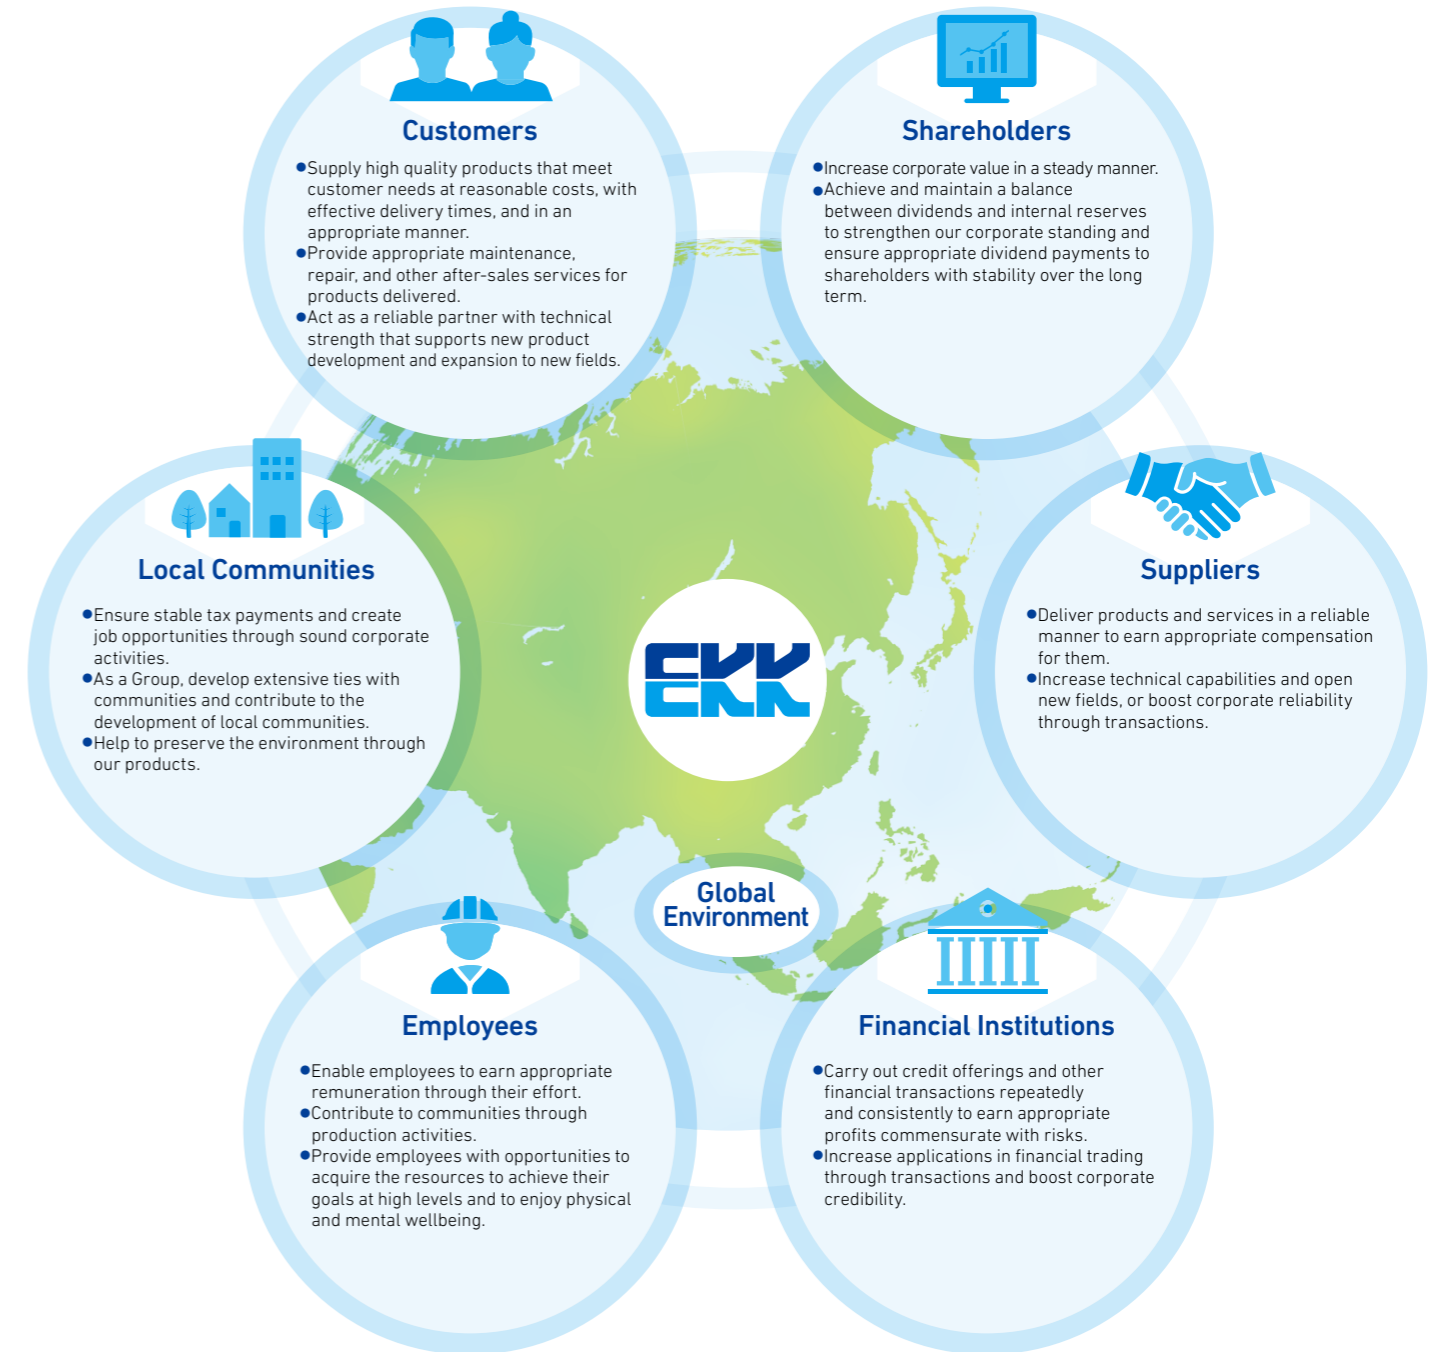 Customers
●Supply high quality products that meet
customer needs at reasonable costs, with
effective delivery times, and in an
appropriate manner.
●Provide appropriate maintenance,
repair, and other after-sales services for
products delivered.
●Act as a reliable partner with technical
strength that supports new product
development and expansion to new fields.
Shareholders
●Increase corporate value in a steady manner.
●Achieve and maintain a balance
between dividends and internal reserves
to strengthen our corporate standing and
ensure appropriate dividend payments to
shareholders with stability over the long
term.
Local Communities
●Ensure stable tax payments and create
job opportunities through sound corporate
activities.
●As a Group, develop extensive ties with
communities and contribute to the
development of local communities.
●Help to preserve the environment through
our products.
EKK
Suppliers
●Deliver products and services in a reliable
manner to earn appropriate compensation
for them.
●Increase technical capabilities and open
new fields, or boost corporate reliability
through transactions.
Global
Environment
Employees
●Enable employees to earn appropriate
remuneration through their effort.
●Contribute to communities through
production activities.
●Provide employees with opportunities to
acquire the resources to achieve their
goals at high levels and to enjoy physical
and mental wellbeing.
Financial Institutions
●Carry out credit offerings and other
financial transactions repeatedly
and consistently to earn appropriate
profits commensurate with risks.
●Increase applications in financial trading
through transactions and boost corporate
credibility.